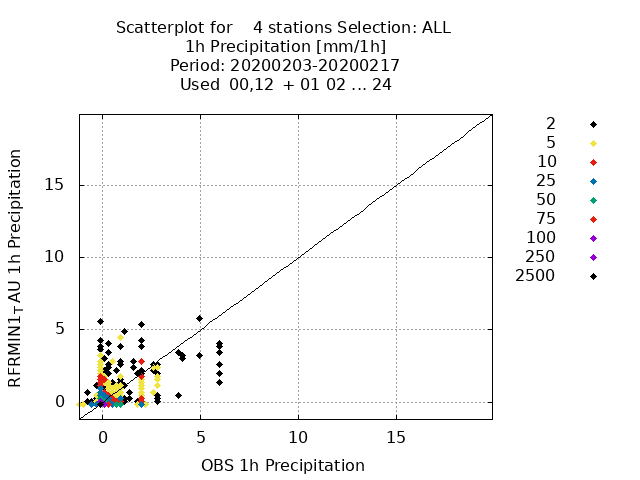 Scatterplot for 4 stations Selection: ALL
1h Precipitation [mm/1h]
Period: 20200203-20200217
Used 00,12 + 01 02 ... 24
RFRMIN1TAU 1h Precipitation
15
10
5
0
0 5 10 15
OBS 1h Precipitation
2
5
10
25
50
75
100
250
2500